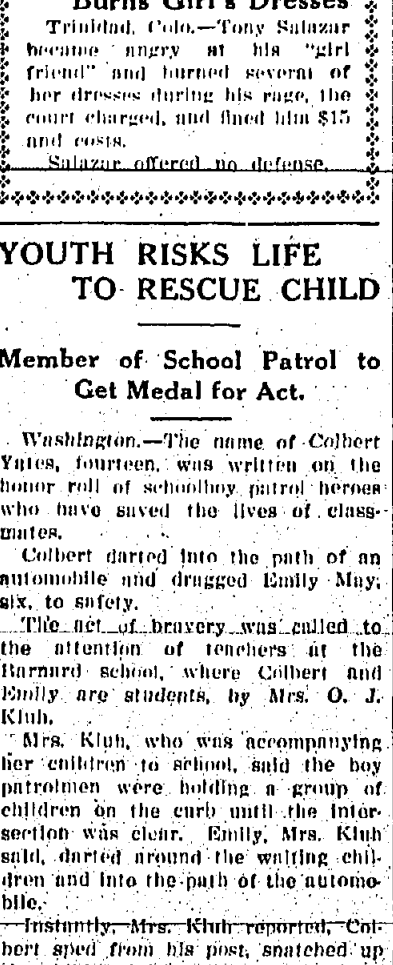 Burns Girl's Dresses
Trinidad, Colo.—Tony Salazar
became angry at his "girl
friend" and burned several of
her dresses during his rage, the
court charged, and fined him $15
and costs.
Salazar offered no defense.
YOUTH RISKS LIFE
TO RESCUE CHILD
Member of School Patrol to
Get Medal for Act.
Washington.—The name of Colbert
Yates, fourteen, was written on the
honor roll of schoolboy patrol heroes
who have saved the lives of class-
mates.
Colbert darted into the path of an
automobile and dragged Emily May,
six, to safety.
The act of bravery was called to
the attention of teachers at the
Barnard school, where Colbert and
Emily are students, by Mrs. O. J.
Kluh.
Mrs. Kluh, who was accompanying
her children to school, said the boy
patrolmen were holding a group of
children on the curb until the inter-
section was clear. Emily, Mrs. Kluh
said, darted around the waiting chil-
dren and into the path of the automo-
bile.
Instantly, Mrs. Kluh reported, Col-
bert sped from his post, snatched up